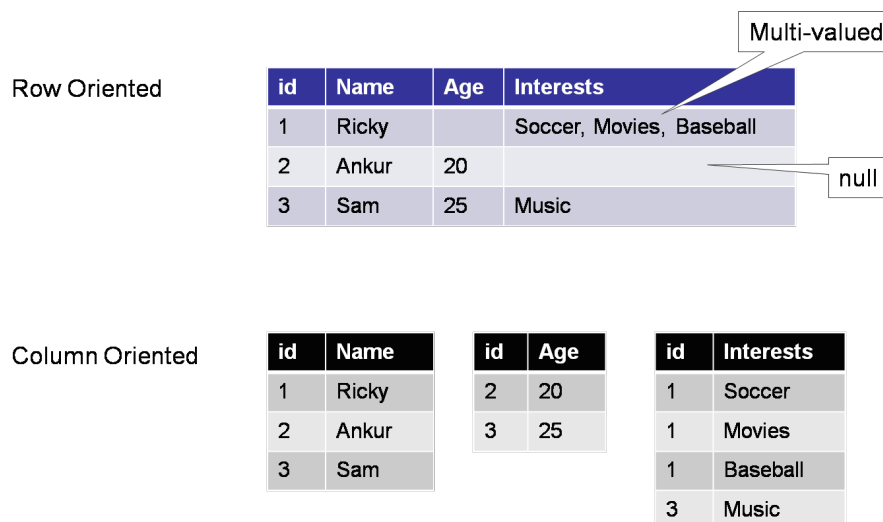 Multi-valued
Row Oriented
id Name Age Interests
1 Ricky Soccer, Movies, Baseball
2 Ankur 20
null
3 Sam 25 Music
Column Oriented
id Name
1 Ricky
2 Ankur
3 Sam
id Age
2 20
3 25
id Interests
1 Soccer
1 Movies
1 Baseball
3 Music